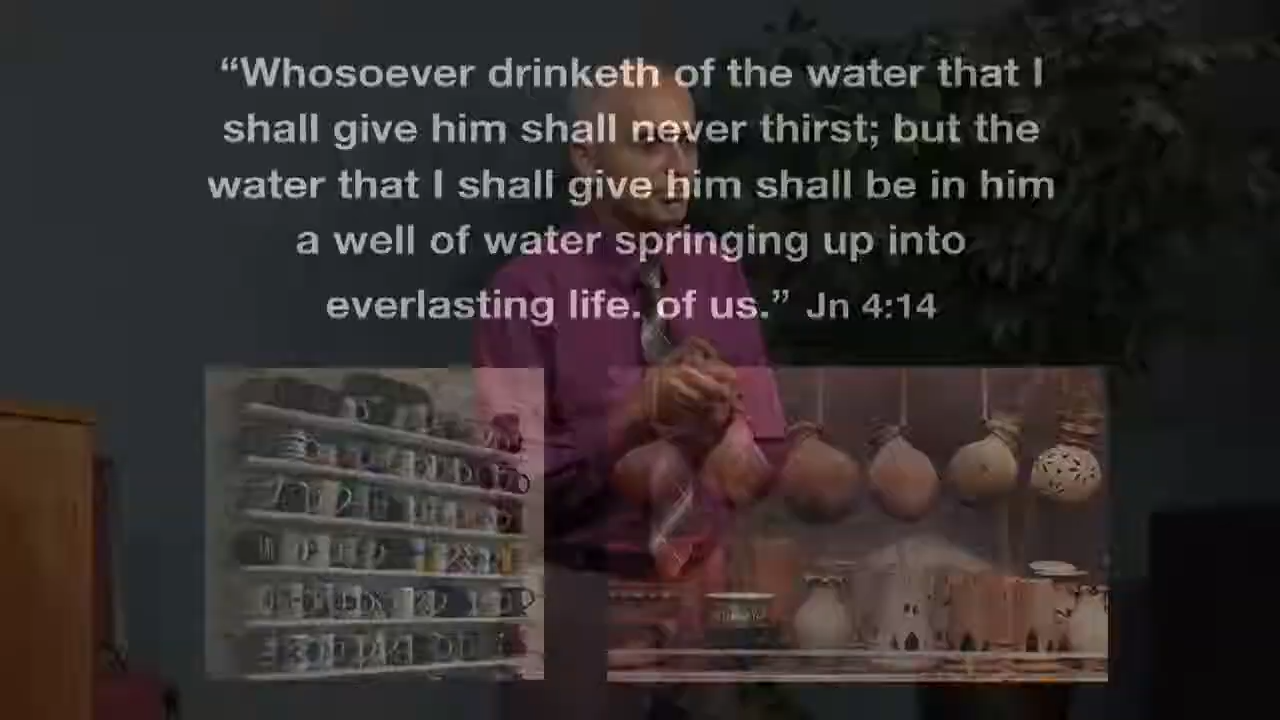 “Whosoever drinketh of the water that I
shall give him shall never thirst; but the
water that I shall give him shall be in him
a well of water springing up into
everlasting life. of us.” Jn 4:14